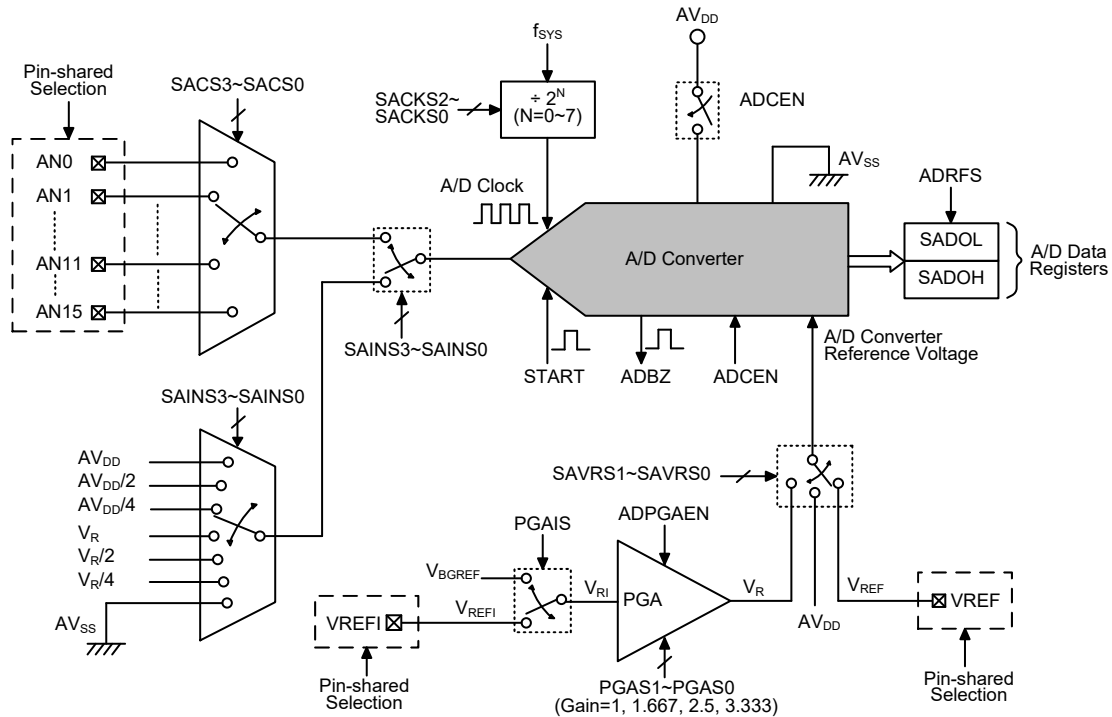 AV_DD
f_SYS
Pin-shared
Selection
SACS3~SACS0
÷ 2^N
(N=0~7)
SACKS2~
SACKS0
ADCEN
AN0
AN1
AN11
AN15
A/D Clock
AV_SS
ADRFS
A/D Converter
SADOL
SADOH
A/D Data
Registers
SAINS3~SAINS0
START
ADBZ
ADCEN
A/D Converter
Reference Voltage
SAINS3~SAINS0
AV_DD
AV_DD/2
AV_DD/4
V_R
V_R/2
V_R/4
AV_SS
SAVRS1~SAVRS0
PGAIS
ADPGAEN
V_BGREF
V_REFI
VREFI
V_RI
PGA
V_R
AV_DD
V_REF
VREF
Pin-shared
Selection
PGAS1~PGAS0
(Gain=1, 1.667, 2.5, 3.333)
Pin-shared
Selection